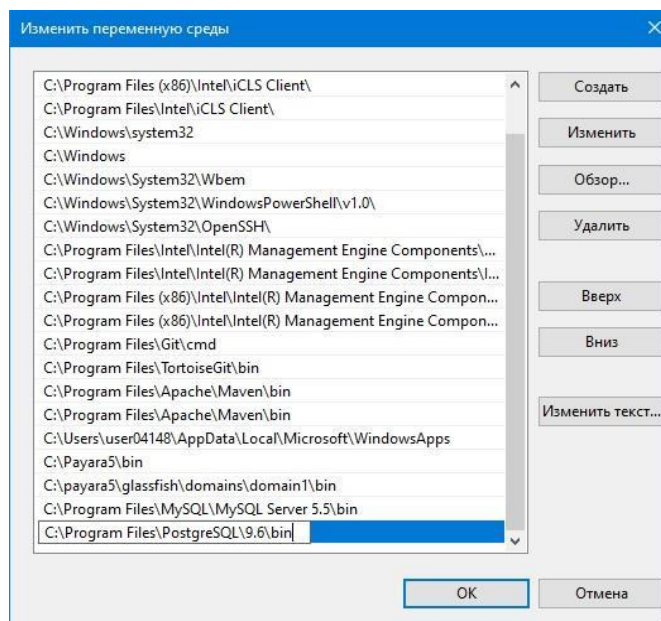 Изменить переменную среды
C:\Program Files (x86)\Intel\iCLS Client\
C:\Program Files\Intel\iCLS Client\
C:\Windows\system32
C:\Windows
C:\Windows\System32\Wbem
C:\Windows\System32\WindowsPowerShell\v1.0\
C:\Windows\System32\OpenSSH\
C:\Program Files\Intel\Intel(R) Management Engine Components\...
C:\Program Files\Intel\Intel(R) Management Engine Components\I...
C:\Program Files (x86)\Intel\Intel(R) Management Engine Compon...
C:\Program Files (x86)\Intel\Intel(R) Management Engine Compon...
C:\Program Files\Git\cmd
C:\Program Files\TortoiseGit\bin
C:\Program Files\Apache\Maven\bin
C:\Program Files\Apache\Maven\bin
C:\Users\user04148\AppData\Local\Microsoft\WindowsApps
C:\Payara5\bin
C:\payara5\glassfish\domains\domain1\bin
C:\Program Files\MySQL\MySQL Server 5.5\bin
C:\Program Files\PostgreSQL\9.6\bin
Создать
Изменить
Обзор...
Удалить
Вверх
Вниз
Изменить текст...
ОК
Отмена